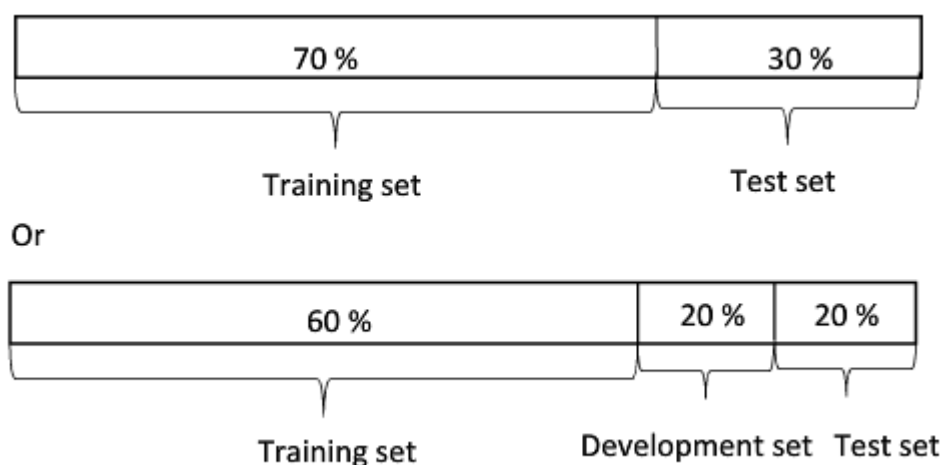 70 % 30 %
Training set Test set
Or
60 % 20 % 20 %
Training set Development set Test set